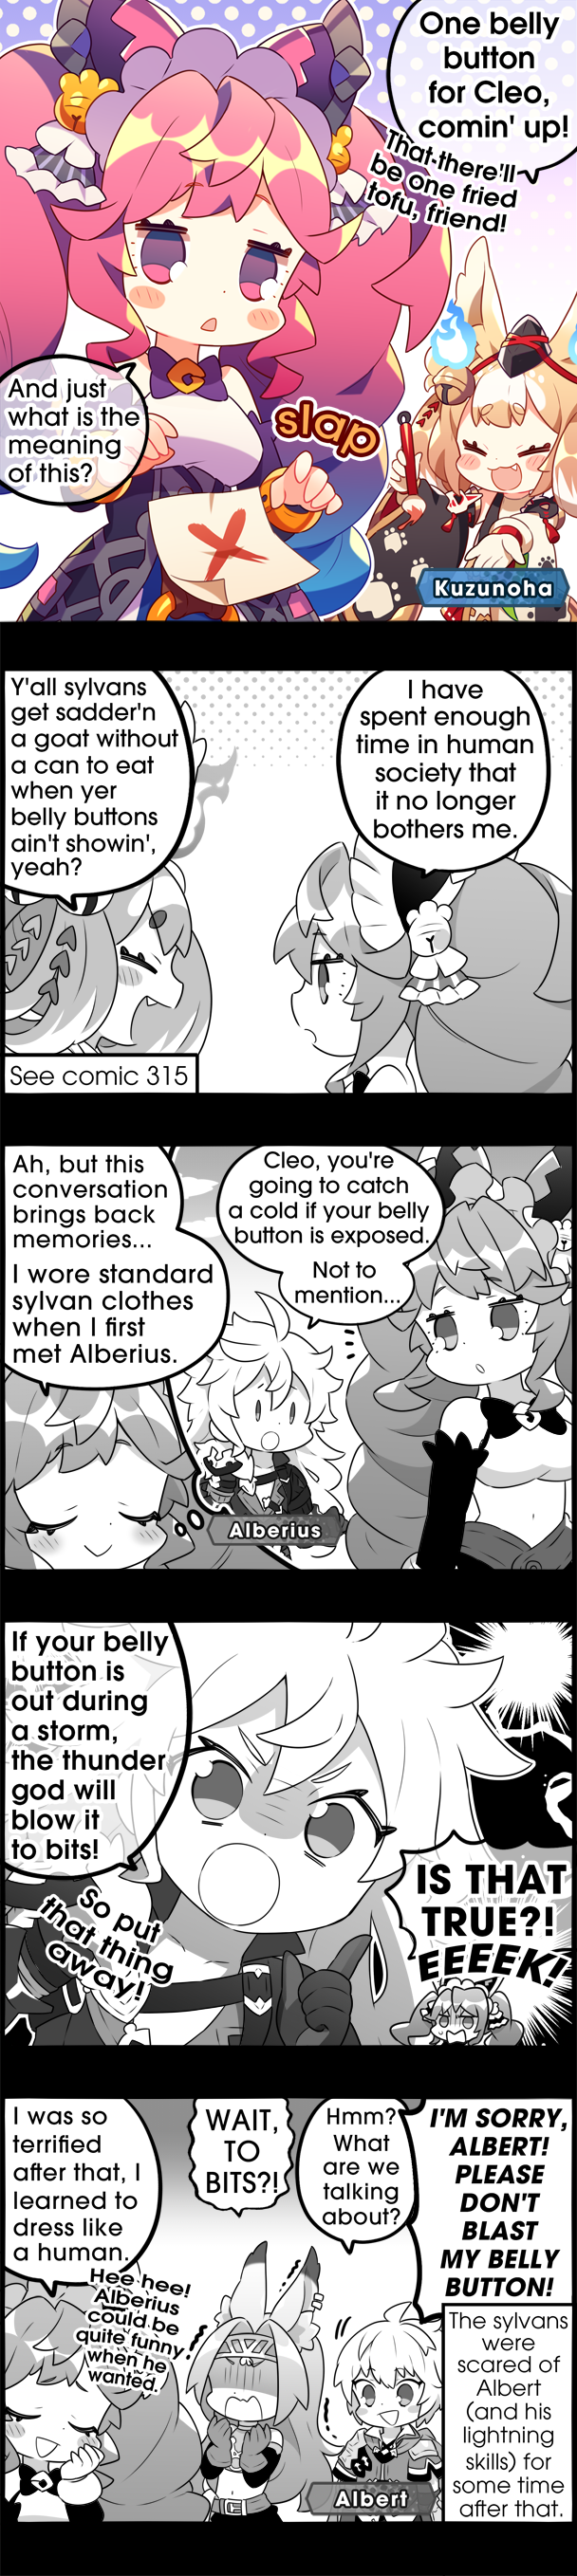 One belly
button
for Cleo,
comin' up!
That there'll
be one fried
tofu, friend!
And just
what is the
meaning
of this?
slap
Kuzunoha
Y'all sylvans
get sadder'n
a goat without
a can to eat
when yer
belly buttons
ain't showin',
yeah?
I have
spent enough
time in human
society that
it no longer
bothers me.
See comic 315
Ah, but this
conversation
brings back
memories...
I wore standard
sylvan clothes
when I first
met Alberius.
Cleo, you're
going to catch
a cold if your belly
button is exposed.
Not to
mention...
Alberius
If your belly
button is
out during
a storm,
the thunder
god will
blow it
to bits!
So put
that thing
away!
IS THAT
TRUE?!
EEEEK!
I was so
terrified
after that, I
learned to
dress like
a human.
Hee hee!
Alberius
could be
quite funny
when he
wanted.
WAIT,
TO
BITS?!
Hmm?
What
are we
talking
about?
I'M SORRY,
ALBERT!
PLEASE
DON'T
BLAST
MY BELLY
BUTTON!
Albert
The sylvans
were
scared of
Albert
(and his
lightning
skills) for
some time
after that.